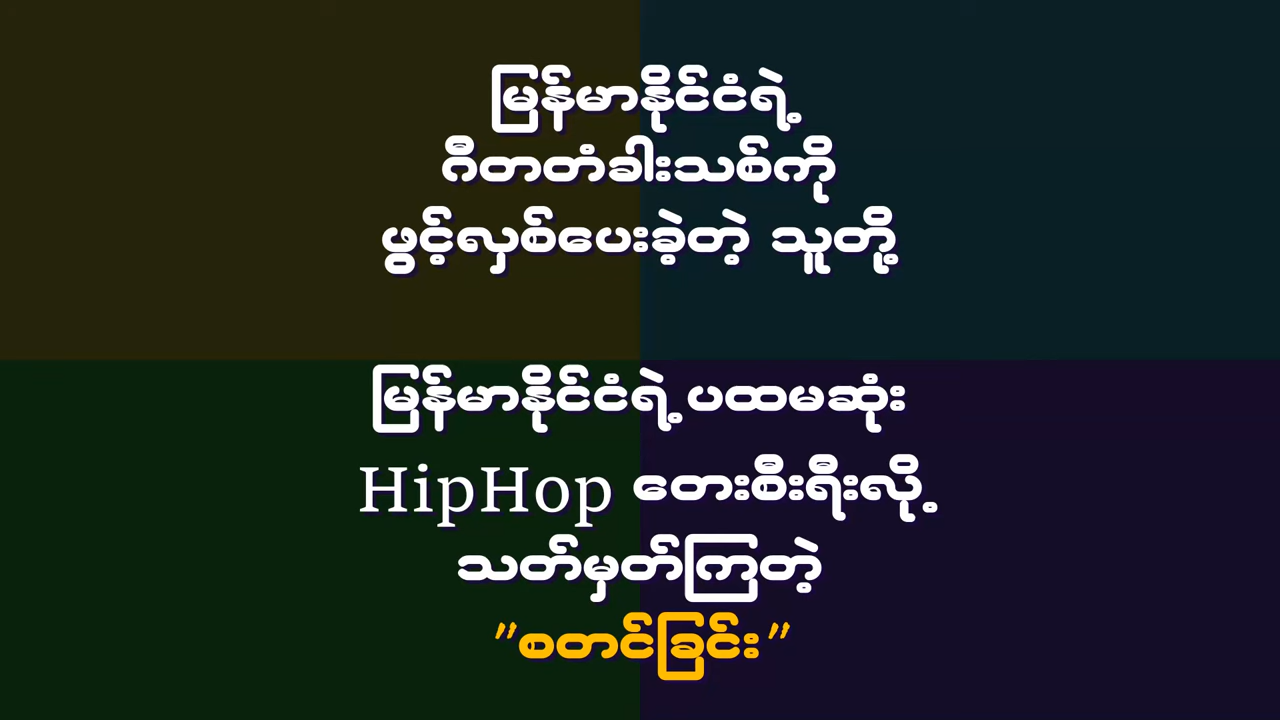 မြန်မာနိုင်ငံရဲ့
ဂီတတံခါးသစ်ကို
ဖွင့်လှစ်ပေးခဲ့တဲ့ သူတို့
မြန်မာနိုင်ငံရဲ့ ပထမဆုံး
HipHop တေးစီးရီးလို့
သတ်မှတ်ကြတဲ့
"စတင်ခြင်း"